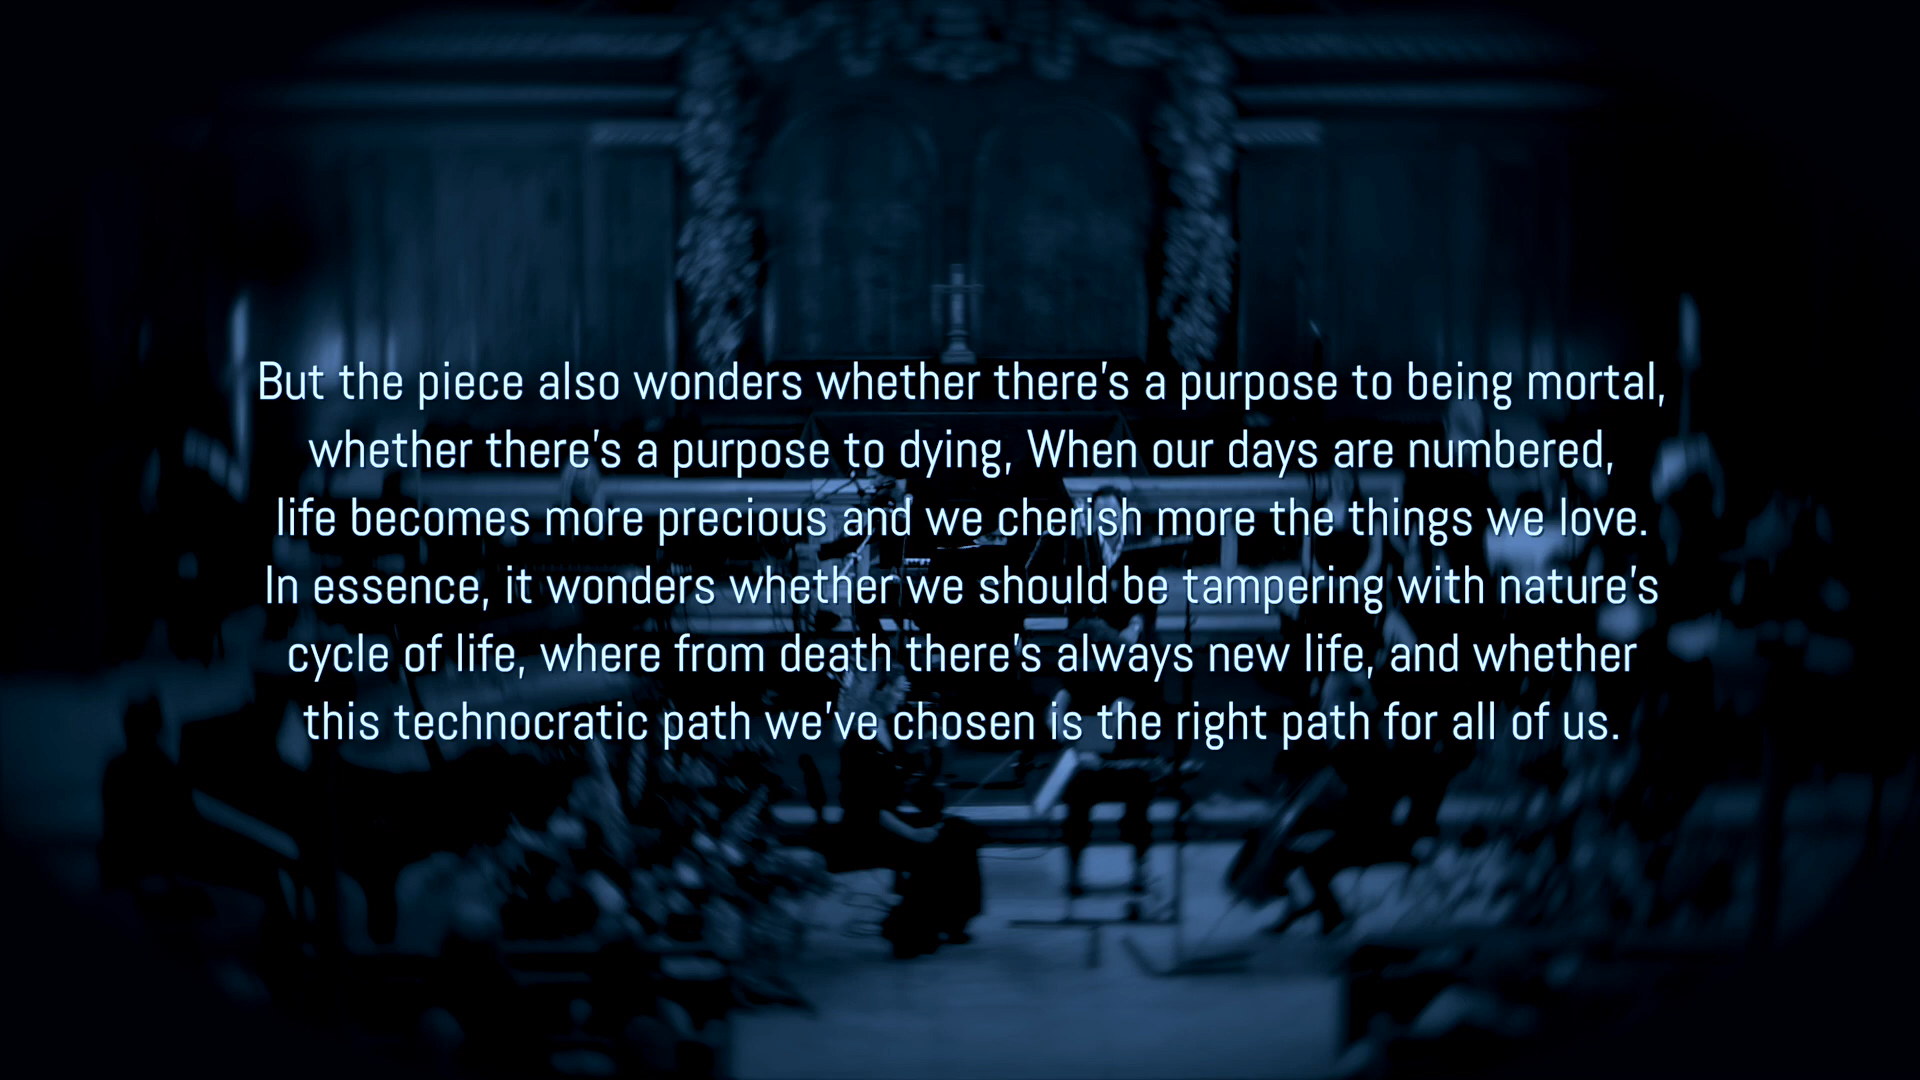 But the piece also wonders whether there's a purpose to being mortal,
whether there's a purpose to dying, When our days are numbered,
life becomes more precious and we cherish more the things we love.
In essence, it wonders whether we should be tampering with nature's
cycle of life, where from death there's always new life, and whether
this technocratic path we've chosen is the right path for all of us.